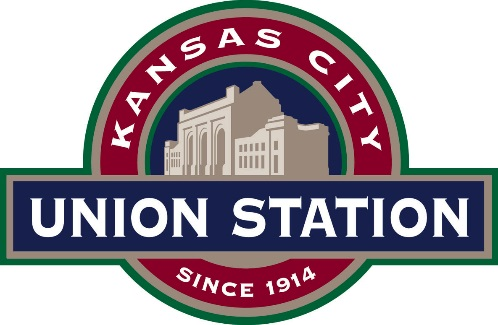 KANSAS CITY
UNION STATION
SINCE 1914